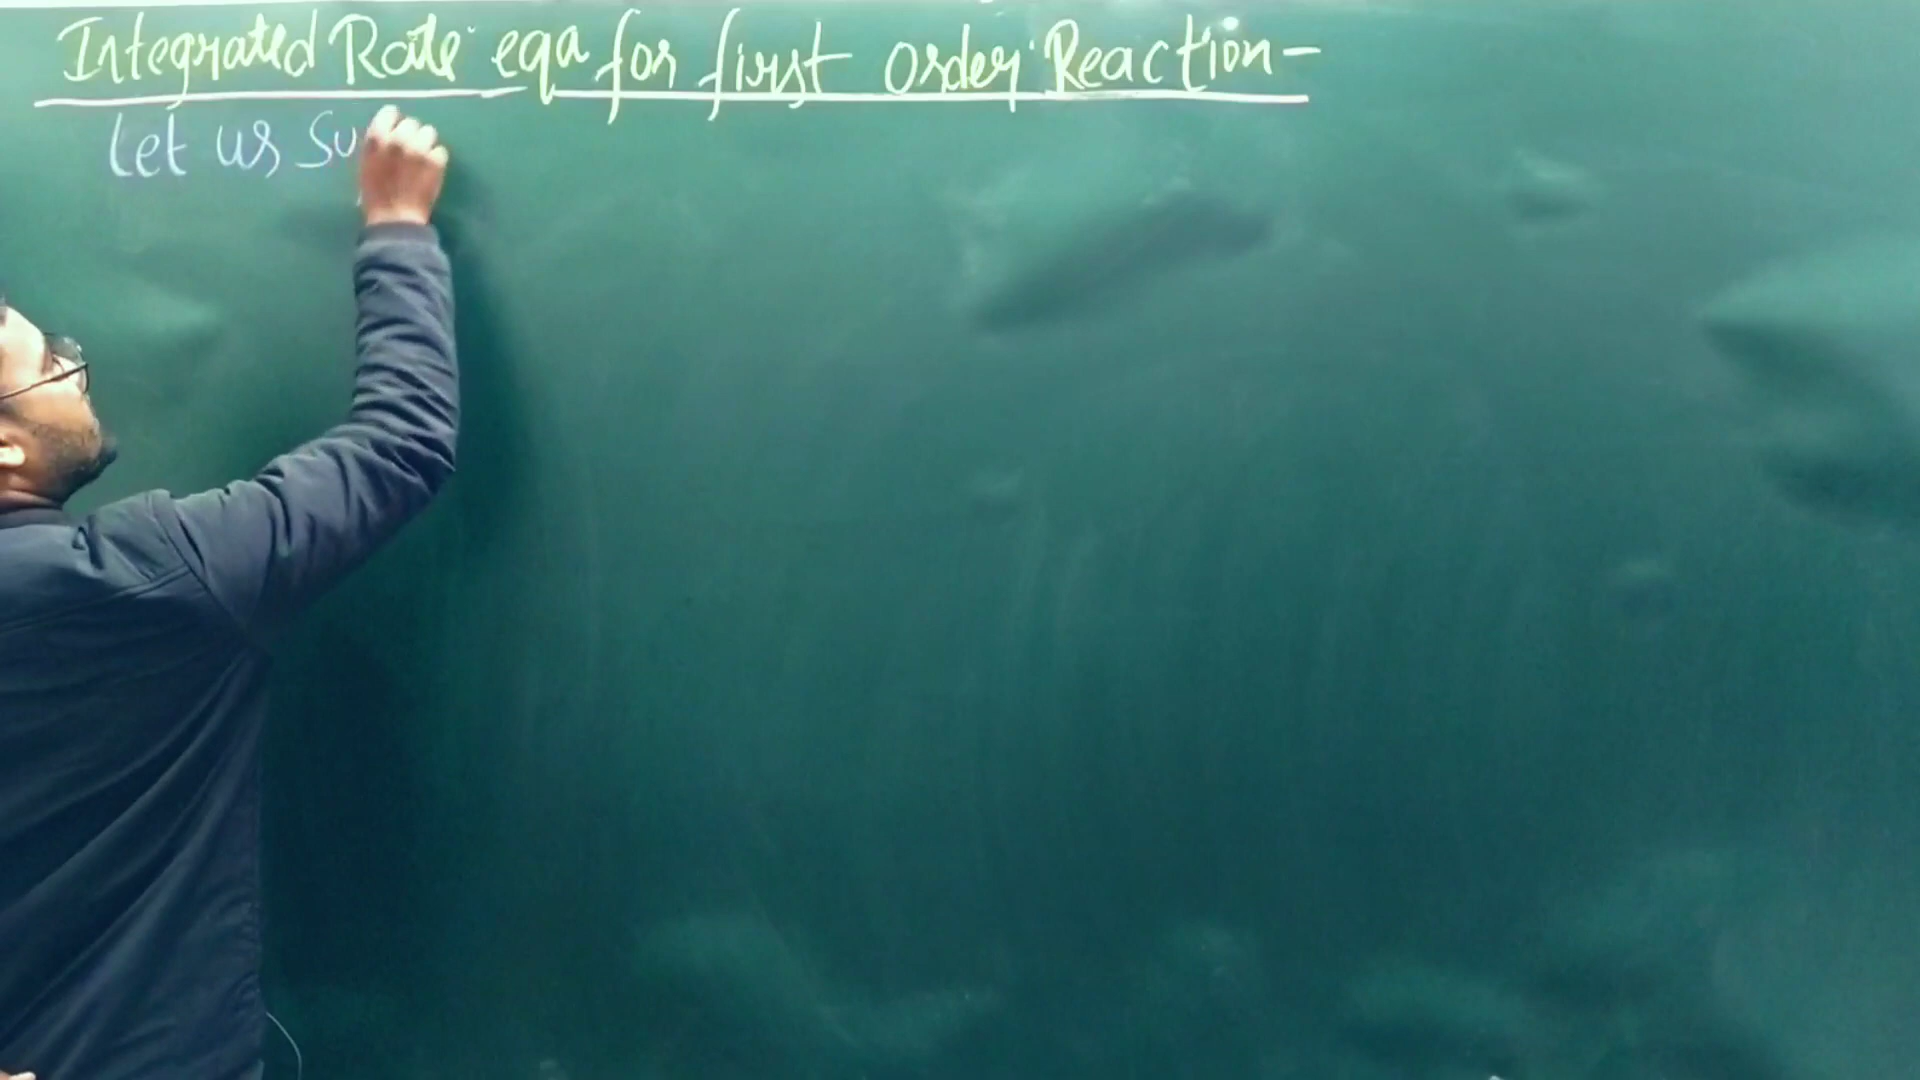 Integrated Rate eqn for first order Reaction-
Let us Su